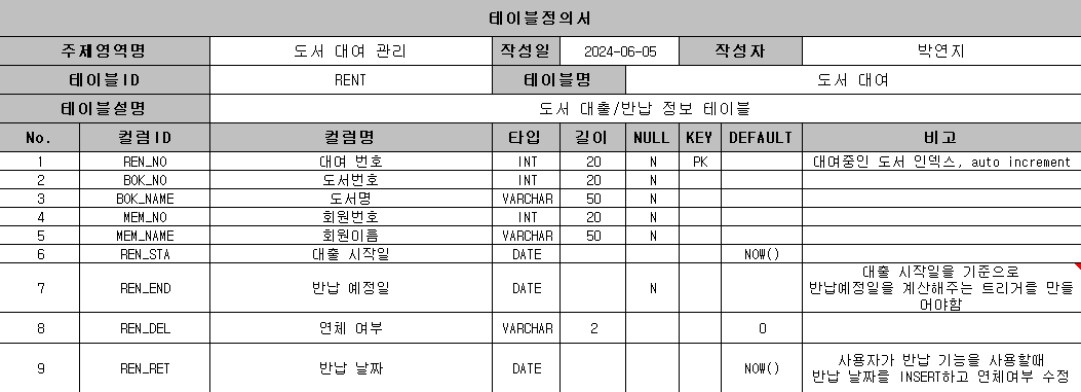 테이블정의서
주제영역명 도서 대여 관리 작성일 2024-06-05 작성자 박연지
테이블ID RENT 테이블명 도서 대여
테이블설명 도서 대출/반납 정보 테이블
No. 컬럼ID 컬럼명 타입 길이 NULL KEY DEFAULT 비고
1 REN_NO 대여 번호 INT 20 N PK 대여중인 도서 인덱스, auto increment
2 BOK_NO 도서번호 INT 20 N
3 BOK_NAME 도서명 VARCHAR 50 N
4 MEM_NO 회원번호 INT 20 N
5 MEM_NAME 회원이름 VARCHAR 50 N
6 REN_STA 대출 시작일 DATE NOW()
7 REN_END 반납 예정일 DATE N 대출 시작일을 기준으로
반납예정일을 계산해주는 트리거를 만들
어야함
8 REN_DEL 연체 여부 VARCHAR 2 0
9 REN_RET 반납 날짜 DATE NOW() 사용자가 반납 기능을 사용할때
반납 날짜를 INSERT하고 연체여부 수정